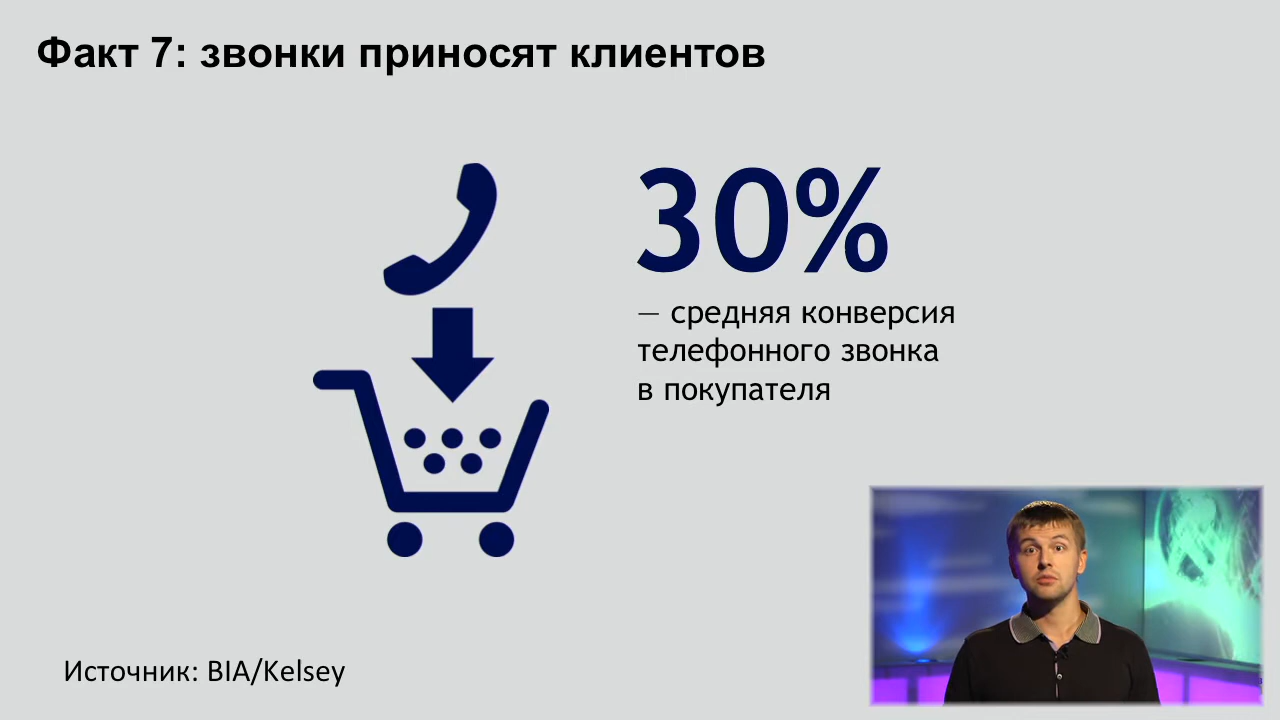 Факт 7: звонки приносят клиентов
30%
— средняя конверсия
телефонного звонка
в покупателя
Источник: BIA/Kelsey